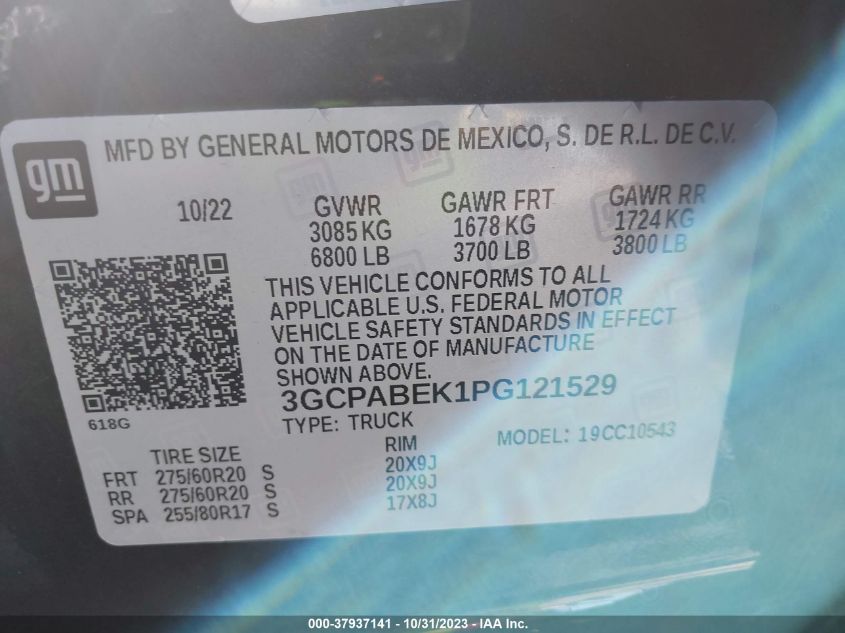 gm
MFD BY GENERAL MOTORS DE MEXICO, S. DE R.L. DE C.V.
10/22
GVWR
3085 KG
6800 LB
GAWR FRT
1678 KG
3700 LB
GAWR RR
1724 KG
3800 LB
THIS VEHICLE CONFORMS TO ALL
APPLICABLE U.S. FEDERAL MOTOR
VEHICLE SAFETY STANDARDS IN EFFECT
ON THE DATE OF MANUFACTURE
SHOWN ABOVE.
3GCPABEK1PG121529
618G
TYPE: TRUCK
MODEL: 19CC10543
TIRE SIZE RIM
FRT 275/60R20 S 20X9J
RR 275/60R20 S 20X9J
SPA 255/80R17 S 17X8J
000-37937141 - 10/31/2023 - IAA Inc.